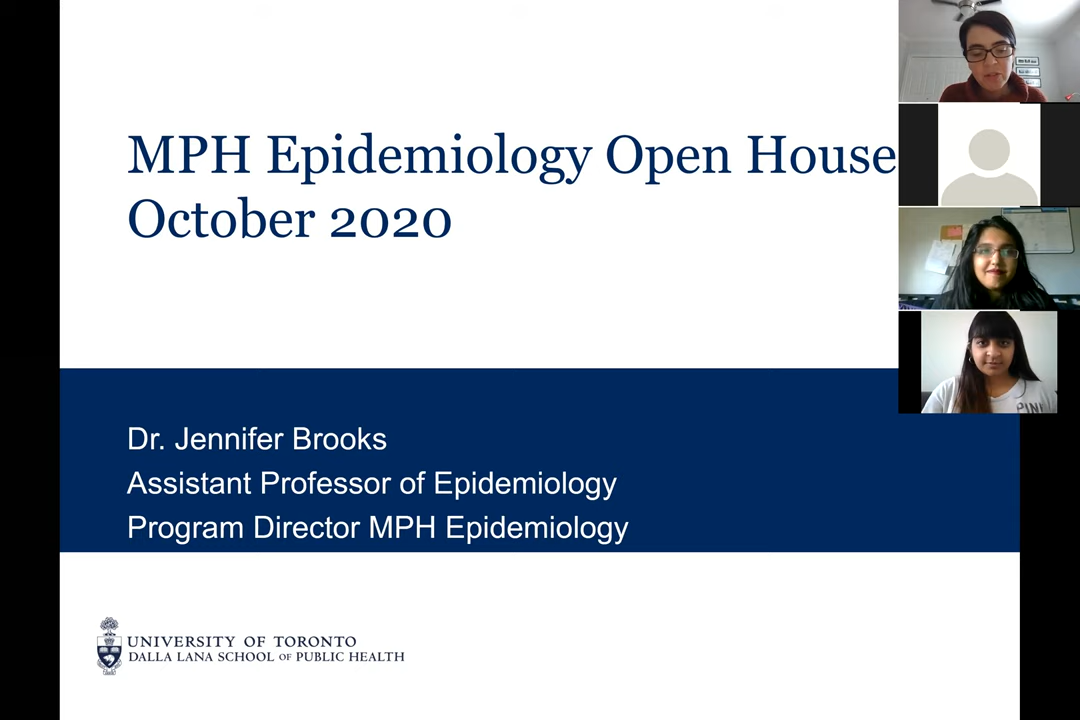 MPH Epidemiology Open House
October 2020
Dr. Jennifer Brooks
Assistant Professor of Epidemiology
Program Director MPH Epidemiology
UNIVERSITY OF TORONTO
DALLA LANA SCHOOL OF PUBLIC HEALTH
PINK